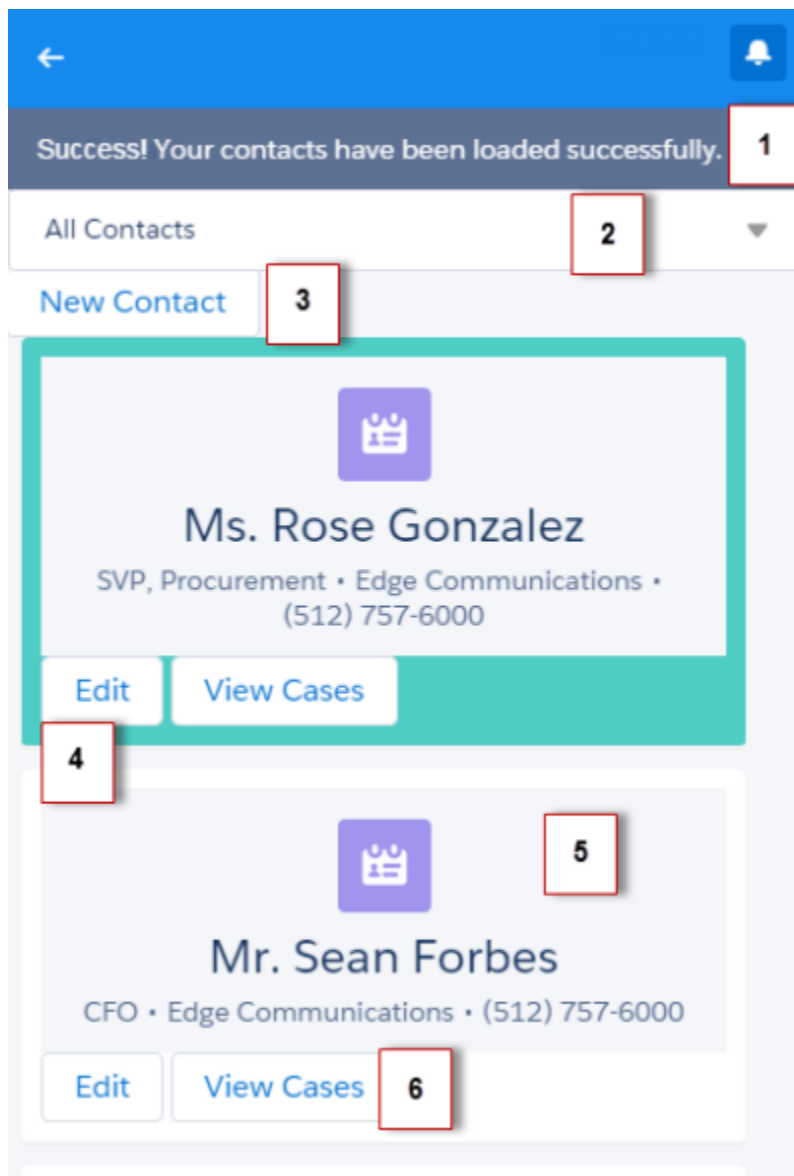 Success! Your contacts have been loaded successfully. 1
All Contacts 2
New Contact 3
Ms. Rose Gonzalez
SVP, Procurement • Edge Communications •
(512) 757-6000
Edit View Cases
4
5
Mr. Sean Forbes
CFO • Edge Communications • (512) 757-6000
Edit View Cases 6